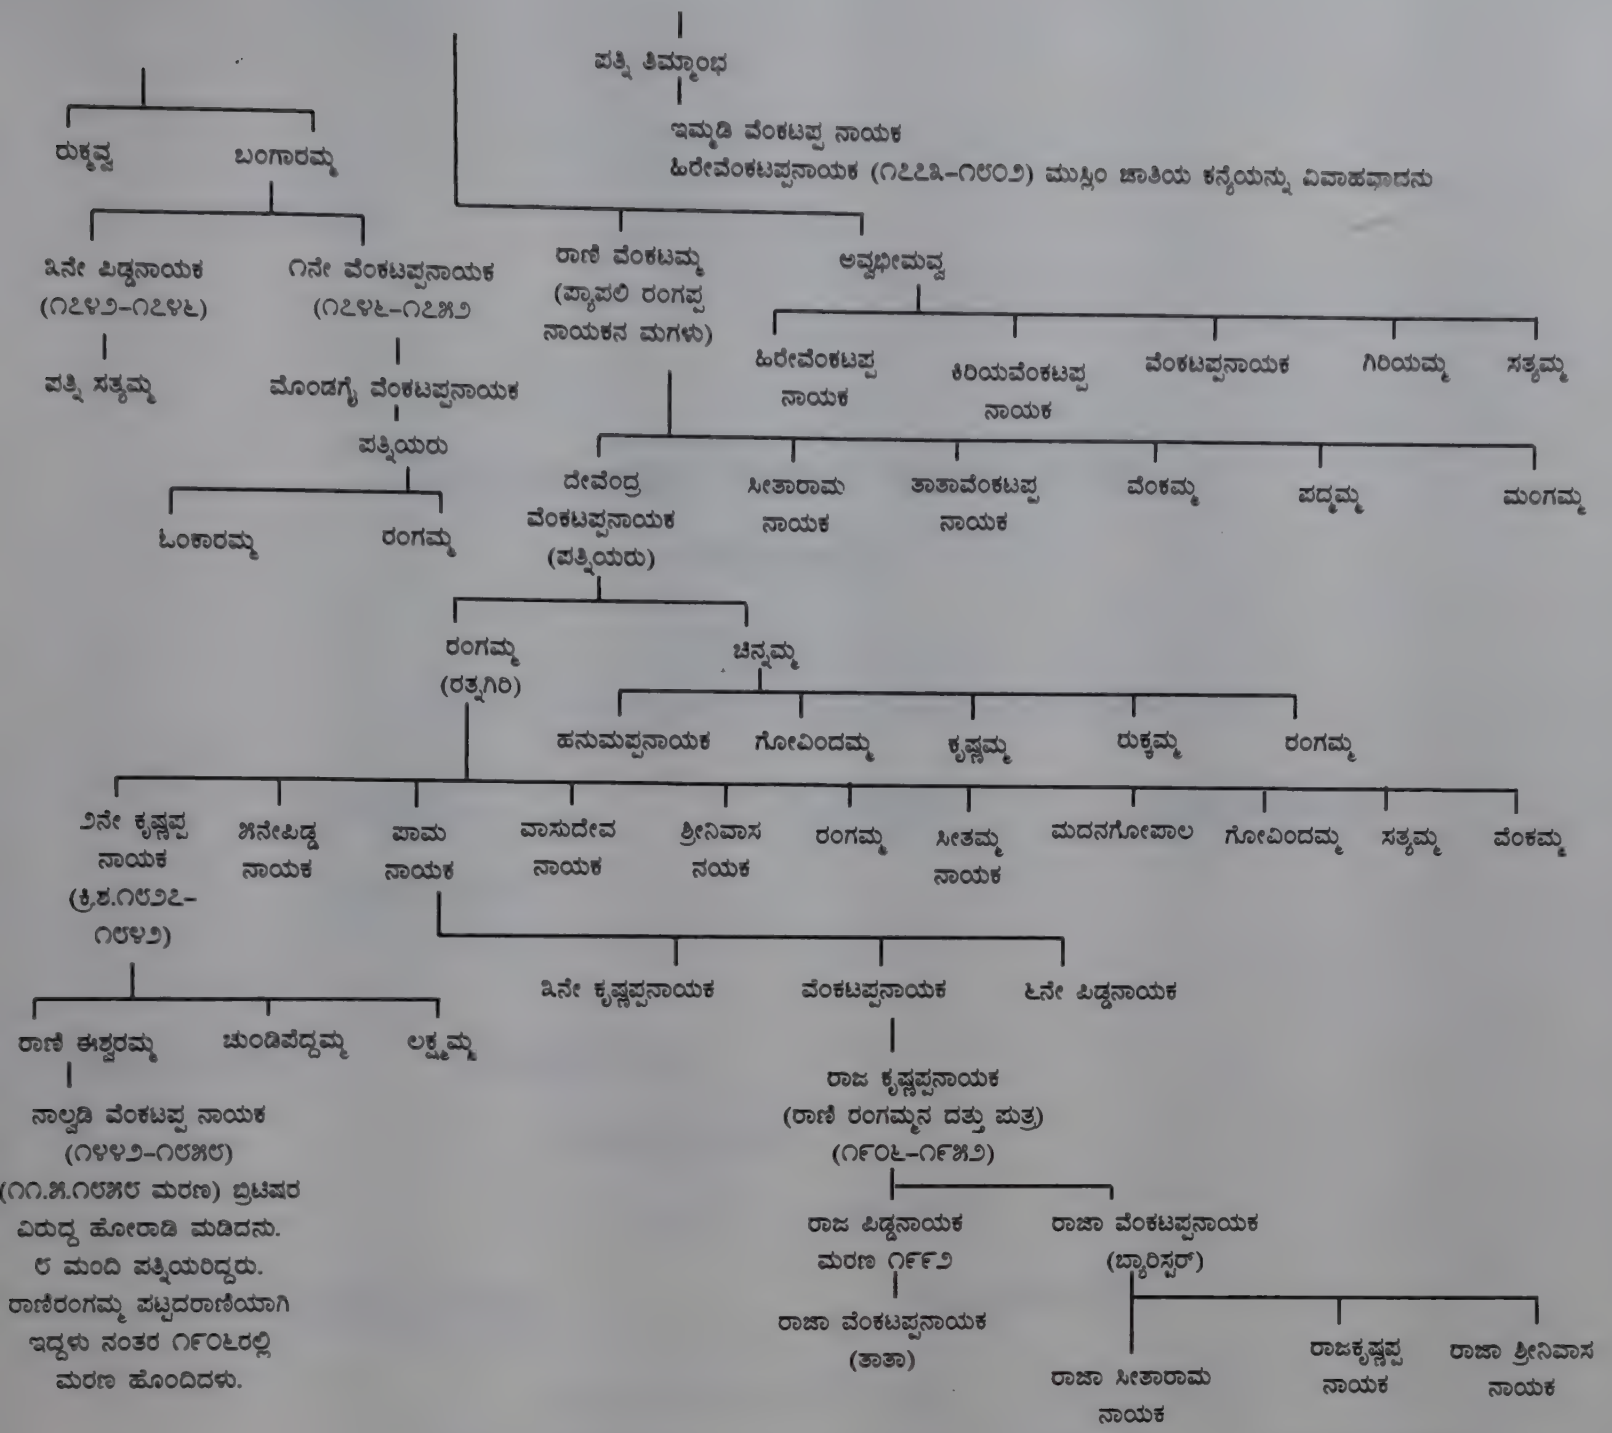 ಪತ್ನಿ ತಿಮ್ಮಾಂಭ
ಇಮ್ಮಡಿ ವೆಂಕಟಪ್ಪ ನಾಯಕ
ಹಿರೇವೆಂಕಟಪ್ಪನಾಯಕ (೧೭೭೩–೧೮೦೨) ಮುಸ್ಲಿಂ ಜಾತಿಯ ಕನ್ಯೆಯನ್ನು ವಿವಾಹವಾದನು
ರುಕ್ಮವ್ವ
ಬಂಗಾರಮ್ಮ
೩ನೇ ಪಿಡ್ಡನಾಯಕ
(೧೭೪೨–೧೭೪೬)
ಪತ್ನಿ ಸತ್ಯಮ್ಮ
೧ನೇ ವೆಂಕಟಪ್ಪನಾಯಕ
(೧೭೪೬–೧೭೫೨
ಮೊಂಡಗೈ ವೆಂಕಟಪ್ಪನಾಯಕ
ಪತ್ನಿಯರು
ಓಂಕಾರಮ್ಮ
ರಂಗಮ್ಮ
ರಾಣಿ ವೆಂಕಟಮ್ಮ
(ಪ್ಯಾಪಲಿ ರಂಗಪ್ಪ
ನಾಯಕನ ಮಗಳು)
ಅವ್ವಭೀಮವ್ವ
ಹಿರೇವೆಂಕಟಪ್ಪ
ನಾಯಕ
ಕಿರಿಯವೆಂಕಟಪ್ಪ
ನಾಯಕ
ವೆಂಕಟಪ್ಪನಾಯಕ
ಗಿರಿಯಮ್ಮ
ಸತ್ಯಮ್ಮ
ದೇವೆಂದ್ರ
ವೆಂಕಟಪ್ಪನಾಯಕ
(ಪತ್ನಿಯರು)
ಸೀತಾರಾಮ
ನಾಯಕ
ತಾತಾವೆಂಕಟಪ್ಪ
ನಾಯಕ
ವೆಂಕಮ್ಮ
ಪದ್ಮಮ್ಮ
ಮಂಗಮ್ಮ
ರಂಗಮ್ಮ
(ರತ್ನಗಿರಿ)
ಚಿನ್ನಮ್ಮ
ಹನುಮಪ್ಪನಾಯಕ
ಗೋವಿಂದಮ್ಮ
ಕೃಷ್ಣಮ್ಮ
ರುಕ್ಕಮ್ಮ
ರಂಗಮ್ಮ
೨ನೇ ಕೃಷ್ಣಪ್ಪ
ನಾಯಕ
(ಕ್ರಿ.ಶ.೧೮೨೭–
೧೮೪೨)
೫ನೇಪಿಡ್ಡ
ನಾಯಕ
ಪಾಮ
ನಾಯಕ
ವಾಸುದೇವ
ನಾಯಕ
ಶ್ರೀನಿವಾಸ
ನಯಕ
ರಂಗಮ್ಮ
ಸೀತಮ್ಮ
ನಾಯಕ
ಮದನಗೋಪಾಲ
ಗೋವಿಂದಮ್ಮ
ಸತ್ಯಮ್ಮ
ವೆಂಕಮ್ಮ
೩ನೇ ಕೃಷ್ಣಪ್ಪನಾಯಕ
ವೆಂಕಟಪ್ಪನಾಯಕ
೬ನೇ ಪಿಡ್ಡನಾಯಕ
ರಾಣಿ ಈಶ್ವರಮ್ಮ
ಚುಂಡಿಪೆದ್ದಮ್ಮ
ಲಕ್ಷ್ಮಮ್ಮ
ನಾಲ್ವಡಿ ವೆಂಕಟಪ್ಪ ನಾಯಕ
(೧೪೪೨–೧೮೫೮)
(೧೧.೫.೧೮೫೮ ಮರಣ) ಬ್ರಿಟಿಷರ
ವಿರುದ್ದ ಹೋರಾಡಿ ಮಡಿದನು.
೮ ಮಂದಿ ಪತ್ನಿಯರಿದ್ದರು.
ರಾಣಿರಂಗಮ್ಮ ಪಟ್ಟದರಾಣಿಯಾಗಿ
ಇದ್ದಳು ನಂತರ ೧೯೦೬ರಲ್ಲಿ
ಮರಣ ಹೊಂದಿದಳು.
ರಾಜ ಕೃಷ್ಣಪ್ಪನಾಯಕ
(ರಾಣಿ ರಂಗಮ್ಮನ ದತ್ತು ಪುತ್ರ)
(೧೯೦೬–೧೯೫೨)
ರಾಜ ಪಿಡ್ಡನಾಯಕ
ಮರಣ ೧೯೯೨
ರಾಜಾ ವೆಂಕಟಪ್ಪನಾಯಕ
(ತಾತಾ)
ರಾಜಾ ವೆಂಕಟಪ್ಪನಾಯಕ
(ಬ್ಯಾರಿಸ್ಟರ್)
ರಾಜಾ ಸೀತಾರಾಮ
ನಾಯಕ
ರಾಜಕೃಷ್ಣಪ್ಪ
ನಾಯಕ
ರಾಜಾ ಶ್ರೀನಿವಾಸ
ನಾಯಕ